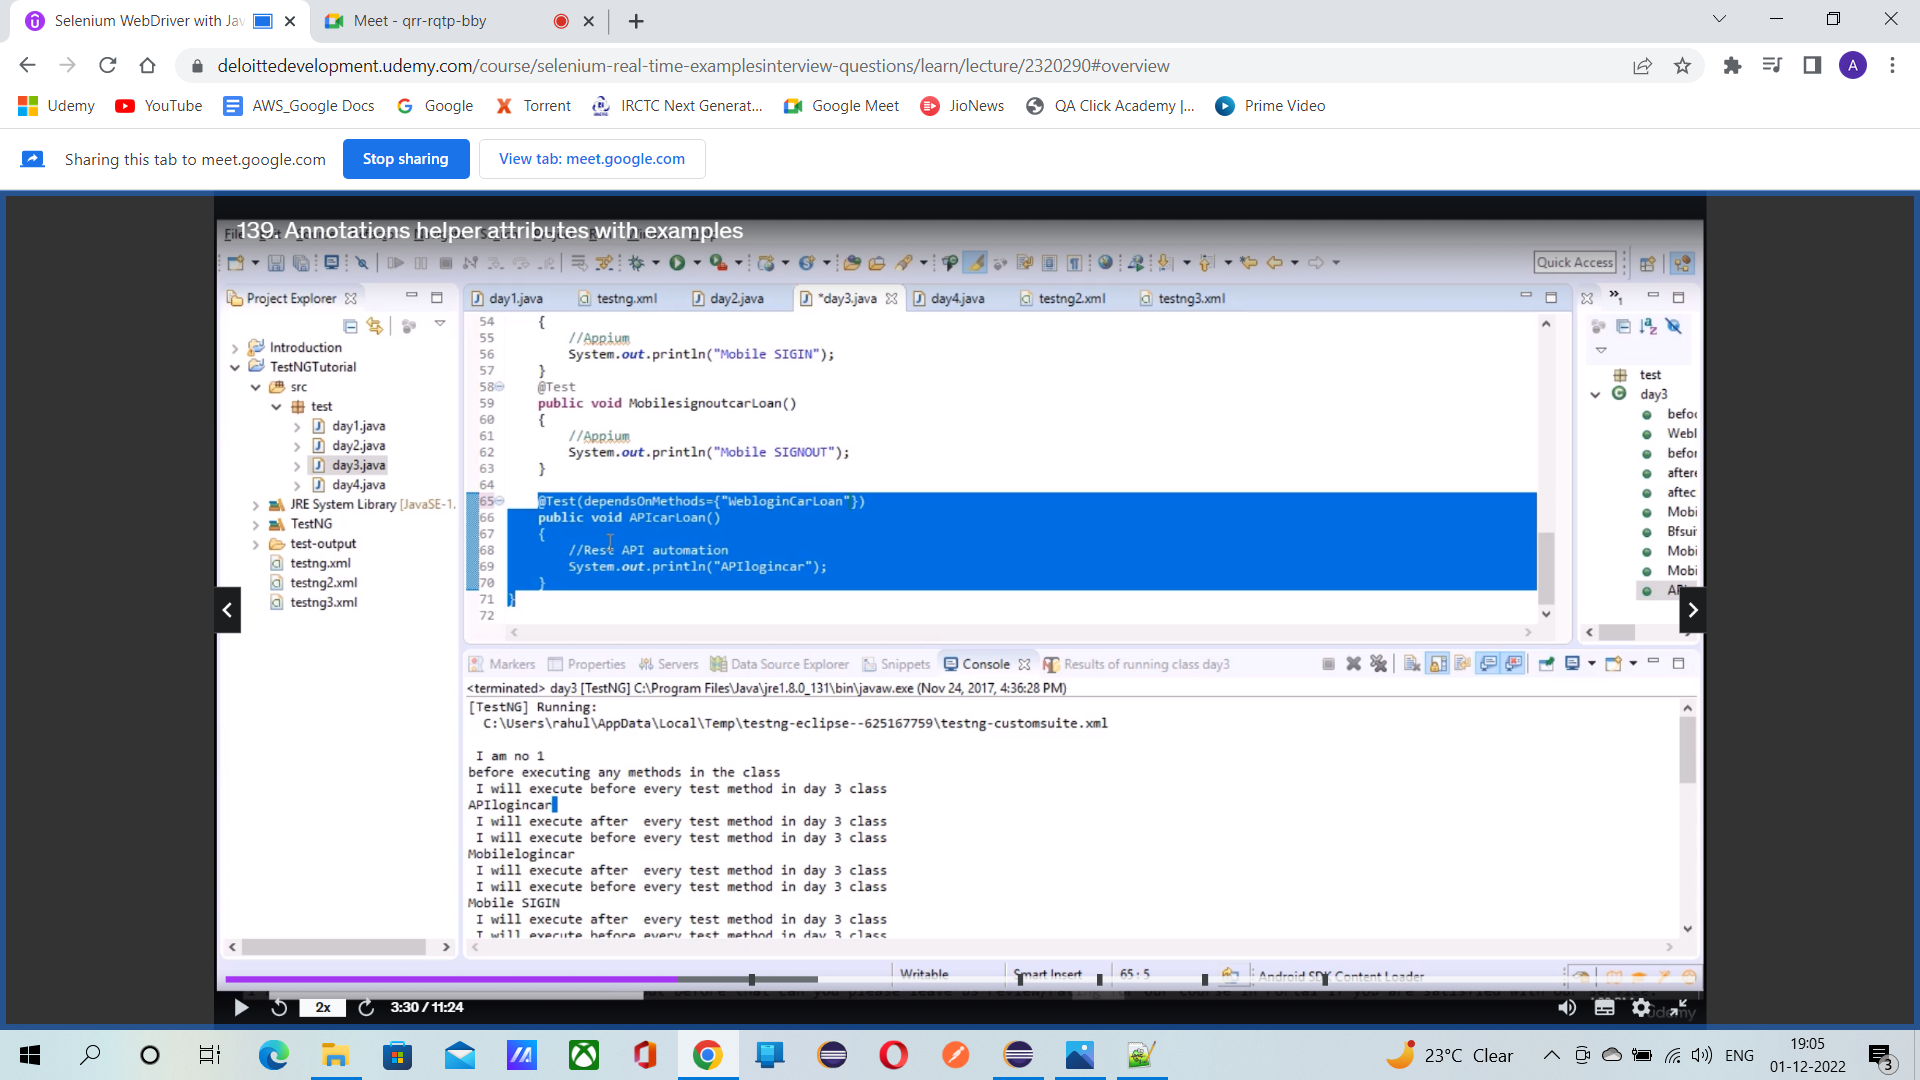 Selenium WebDriver with Jav
Meet - qrr-rqtp-bby
deloittedevelopment.udemy.com/course/selenium-real-time-examplesinterview-questions/learn/lecture/2320290#overview
A
Udemy
YouTube
AWS_Google Docs
Google
Torrent
IRCTC Next Generat...
Google Meet
JioNews
QA Click Academy |...
Prime Video
Sharing this tab to meet.google.com
Stop sharing
View tab: meet.google.com
139. Annotations helper attributes with examples
Quick Access
Project Explorer
day1.java
testng.xml
day2.java
*day3.java
day4.java
testng2.xml
testng3.xml
Introduction
TestNGTutorial
src
test
day1.java
day2.java
day3.java
day4.java
JRE System Library [JavaSE-1.
TestNG
test-output
testng.xml
testng2.xml
testng3.xml
54 {
55 //Appium
56 System.out.println("Mobile SIGIN");
57 }
58 @Test
59 public void MobilesignoutcarLoan()
60 {
61 //Appium
62 System.out.println("Mobile SIGNOUT");
63 }
64
65 @Test(dependsOnMethods={"WebloginCarLoan"})
66 public void APIcarLoan()
67 {
68 //Rest API automation
69 System.out.println("APIlogincar");
70 }
71 }
72
test
day3
befo
Webl
befor
aftere
aftec
Mobi
Bfsui
Mobi
Mobi
Markers
Properties
Servers
Data Source Explorer
Snippets
Console
Results of running class day3
<terminated> day3 [TestNG] C:\Program Files\Java\jre1.8.0_131\bin\javaw.exe (Nov 24, 2017, 4:36:28 PM)
[TestNG] Running:
C:\Users\rahul\AppData\Local\Temp\testng-eclipse--625167759\testng-customsuite.xml
I am no 1
before executing any methods in the class
I will execute before every test method in day 3 class
APIlogincar
I will execute after every test method in day 3 class
I will execute before every test method in day 3 class
Mobilelogincar
I will execute after every test method in day 3 class
I will execute before every test method in day 3 class
Mobile SIGIN
I will execute after every test method in day 3 class
I will execute before every test method in day 3 class
Writable
Smart Insert
65 : 5
Android SDK Content Loader
2x
3:30 / 11:24
udemy
23°C Clear
ENG
19:05
01-12-2022
3